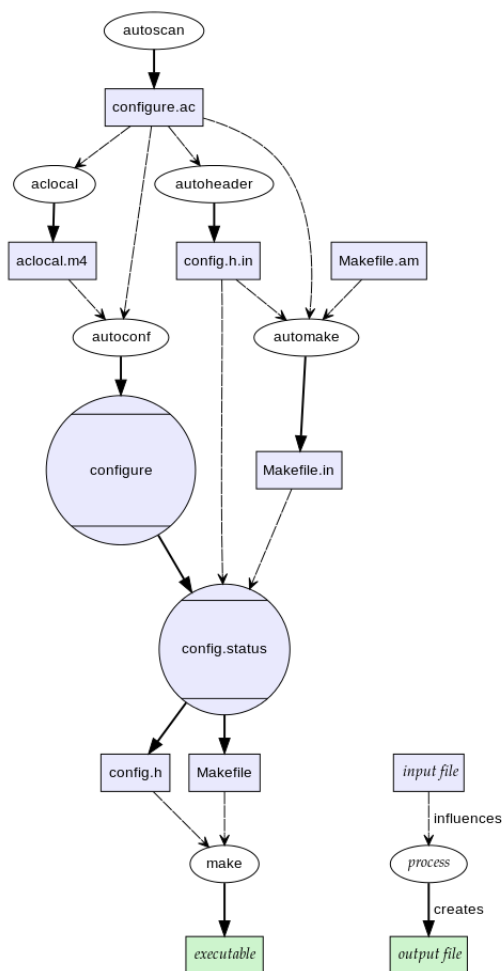 autoscan
configure.ac
aclocal
autoheader
aclocal.m4
config.h.in
Makefile.am
autoconf
automake
configure
Makefile.in
config.status
config.h
Makefile
input file
influences
make
process
creates
executable
output file